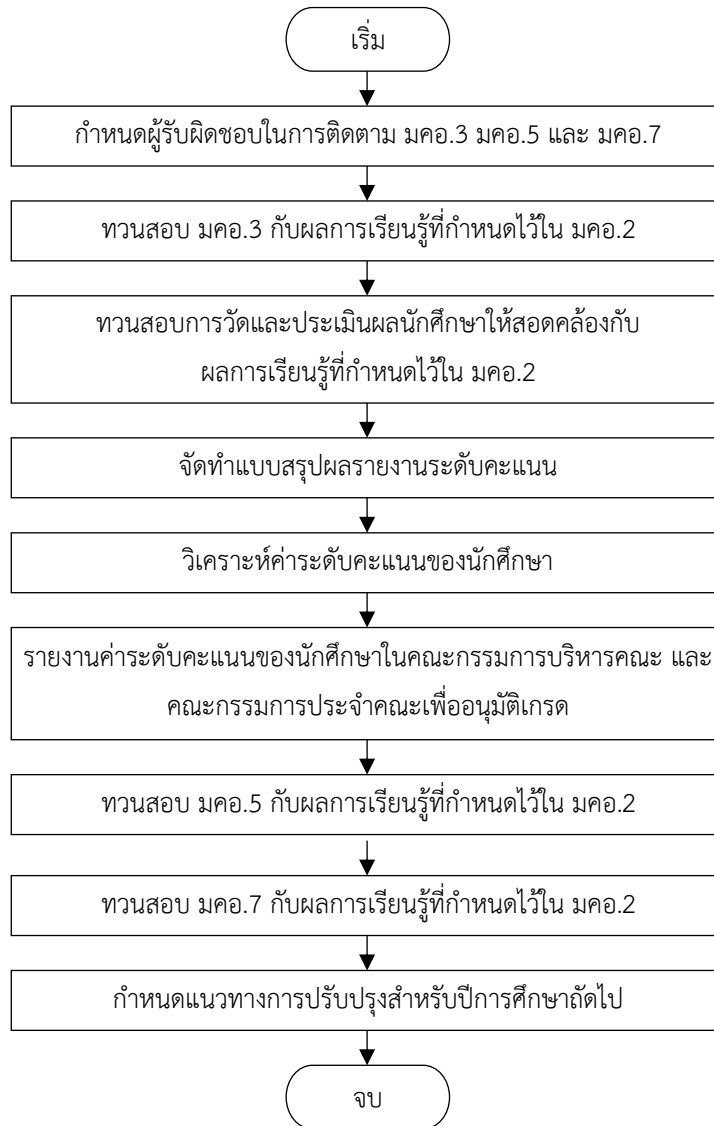 เริ่ม
กำหนดผู้รับผิดชอบในการติดตาม มคอ.3 มคอ.5 และ มคอ.7
ทวนสอบ มคอ.3 กับผลการเรียนรู้ที่กำหนดไว้ใน มคอ.2
ทวนสอบการวัดและประเมินผลนักศึกษาให้สอดคล้องกับ
ผลการเรียนรู้ที่กำหนดไว้ใน มคอ.2
จัดทำแบบสรุปผลรายงานระดับคะแนน
วิเคราะห์ค่าระดับคะแนนของนักศึกษา
รายงานค่าระดับคะแนนของนักศึกษาในคณะกรรมการบริหารคณะ และ
คณะกรรมการประจำคณะเพื่ออนุมัติเกรด
ทวนสอบ มคอ.5 กับผลการเรียนรู้ที่กำหนดไว้ใน มคอ.2
ทวนสอบ มคอ.7 กับผลการเรียนรู้ที่กำหนดไว้ใน มคอ.2
กำหนดแนวทางการปรับปรุงสำหรับปีการศึกษาถัดไป
จบ